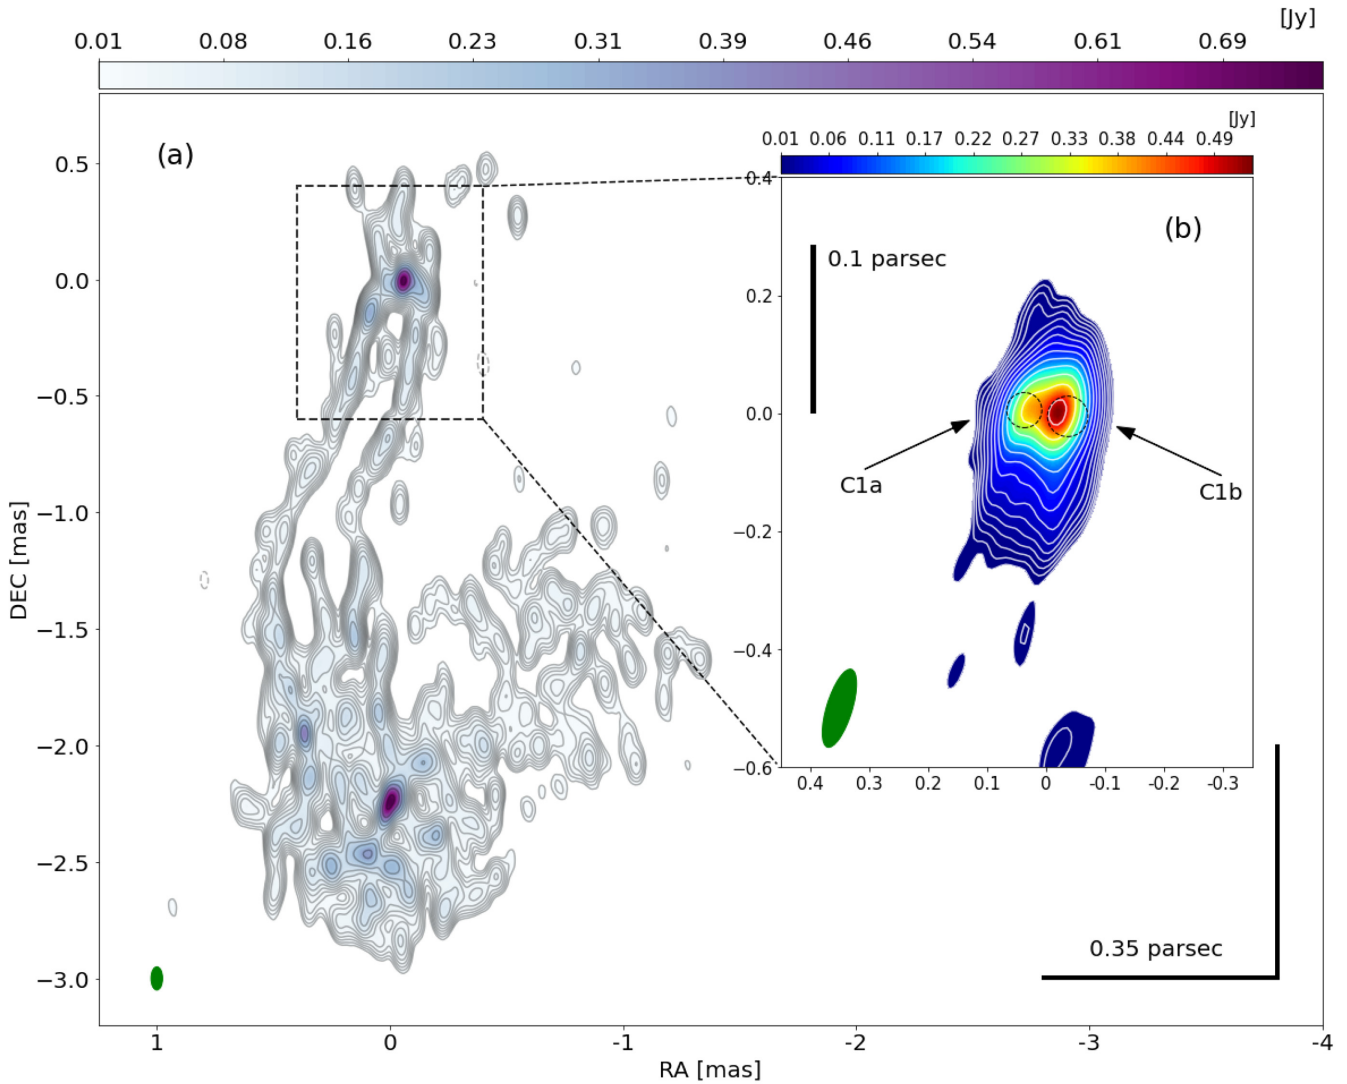 [Jy]
0.01 0.08 0.16 0.23 0.31 0.39 0.46 0.54 0.61 0.69
(a)
[Jy]
0.01 0.06 0.11 0.17 0.22 0.27 0.33 0.38 0.44 0.49
0.4
(b)
0.1 parsec
0.2
0.0
C1a
C1b
−0.2
−0.4
−0.6
0.4 0.3 0.2 0.1 0 -0.1 -0.2 -0.3
0.35 parsec
0.5
0.0
−0.5
−1.0
−1.5
−2.0
−2.5
−3.0
DEC [mas]
1 0 -1 -2 -3 -4
RA [mas]